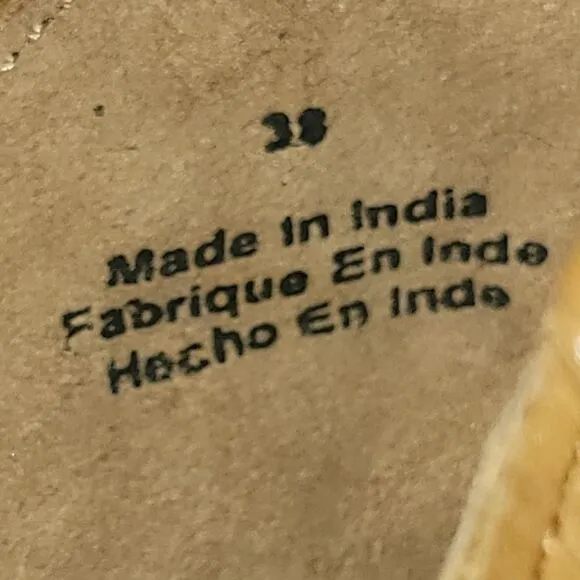 38
Made In India
Fabrique En Inde
Hecho En Inde